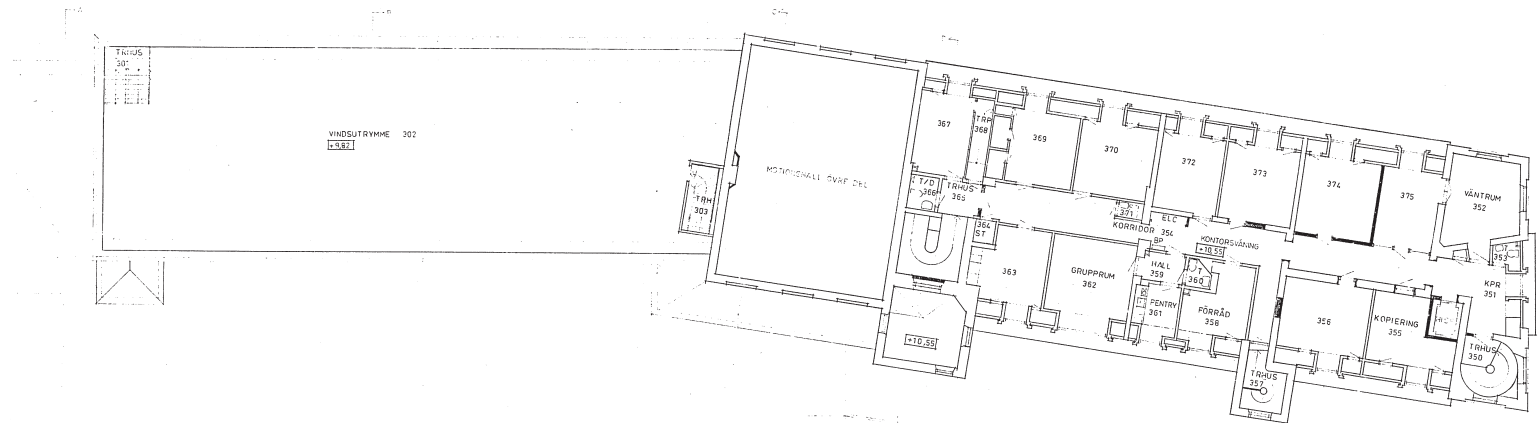 TRHUS
301
VINDSUTRYMME 302
+9,82
TRH
303
MOTIONSHALL ÖVRE DEL
367
TRP
368
369
370
372
373
374
375
VÄNTRUM
352
T/D
366
TRHUS
365
371
ELC
KORRIDOR 354
BP
KONTORSVÅNING
+10,55
364
ST
363
GRUPPRUM
362
HALL
359
T
360
PENTRY
361
FÖRRÅD
358
T
353
KPR
351
356
KOPIERING
355
TRHUS
350
TRHUS
357
+10,55